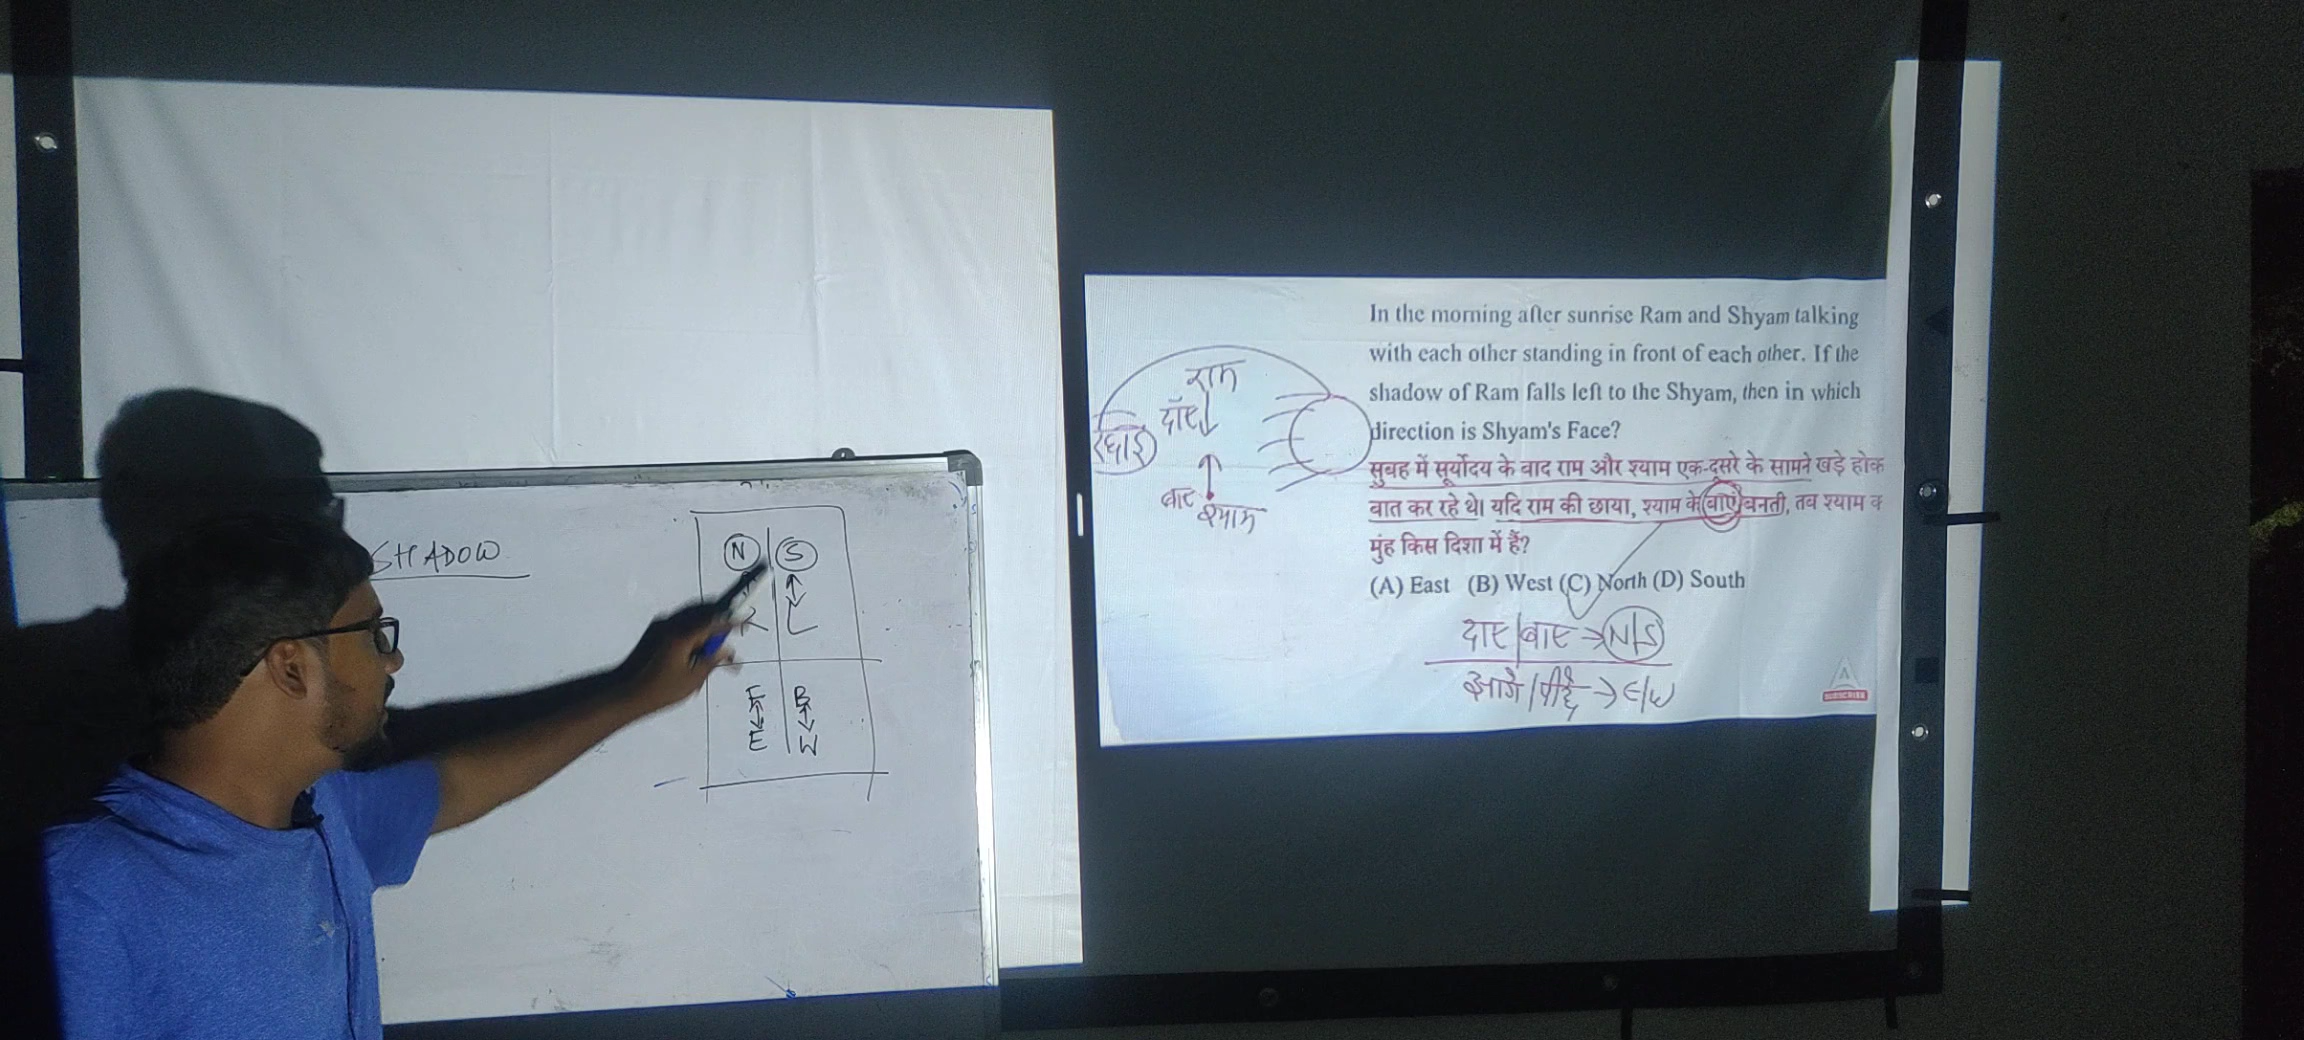 SHADOW
N S
L
F B
E W
In the morning after sunrise Ram and Shyam talking
with each other standing in front of each other. If the
shadow of Ram falls left to the Shyam, then in which
direction is Shyam's Face?
सुबह में सूर्योदय के बाद राम और श्याम एक-दूसरे के सामने खड़े होक
बात कर रहे थे। यदि राम की छाया, श्याम के बाएं बनती, तब श्याम क
मुंह किस दिशा में हैं?
(A) East (B) West (C) North (D) South
राम
दाँए
बाए
श्याम
दाए/बाए → N/S
आगे/पीछे → E/W
SUBSCRIBE